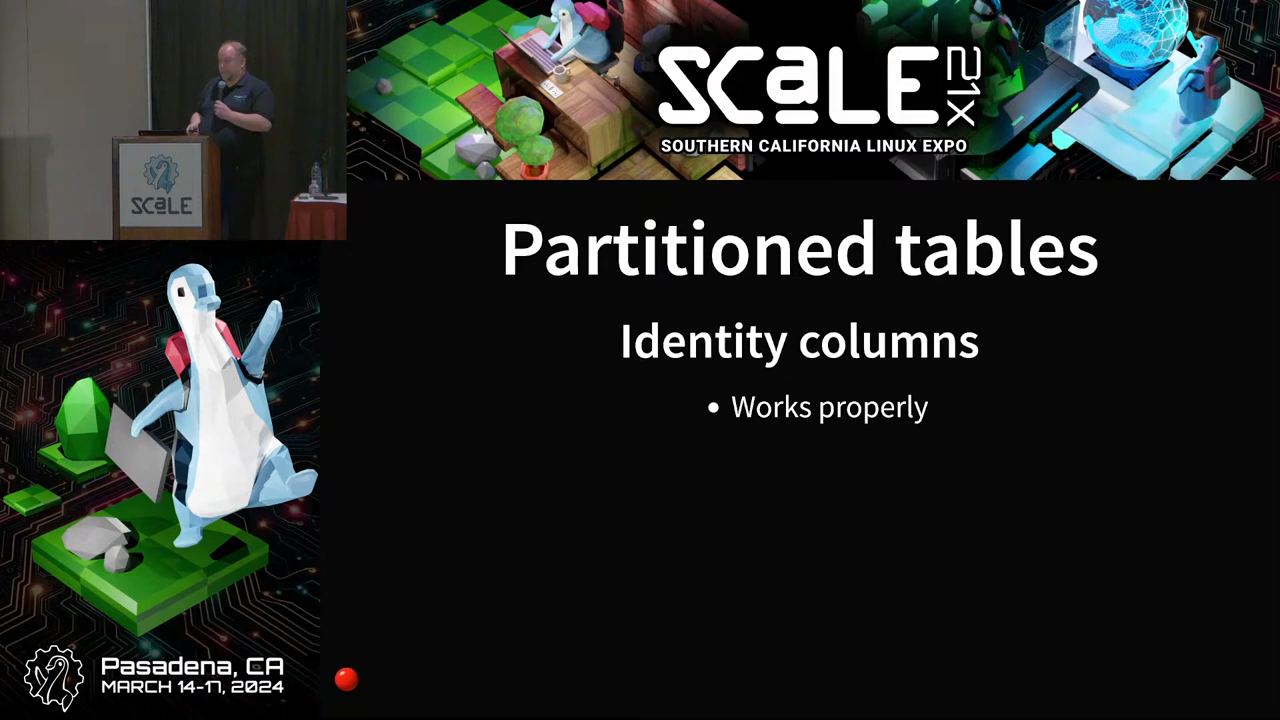 SCALE
21X
SOUTHERN CALIFORNIA LINUX EXPO
SCALE
Partitioned tables
Identity columns
• Works properly
Pasadena, CA
MARCH 14-17, 2024